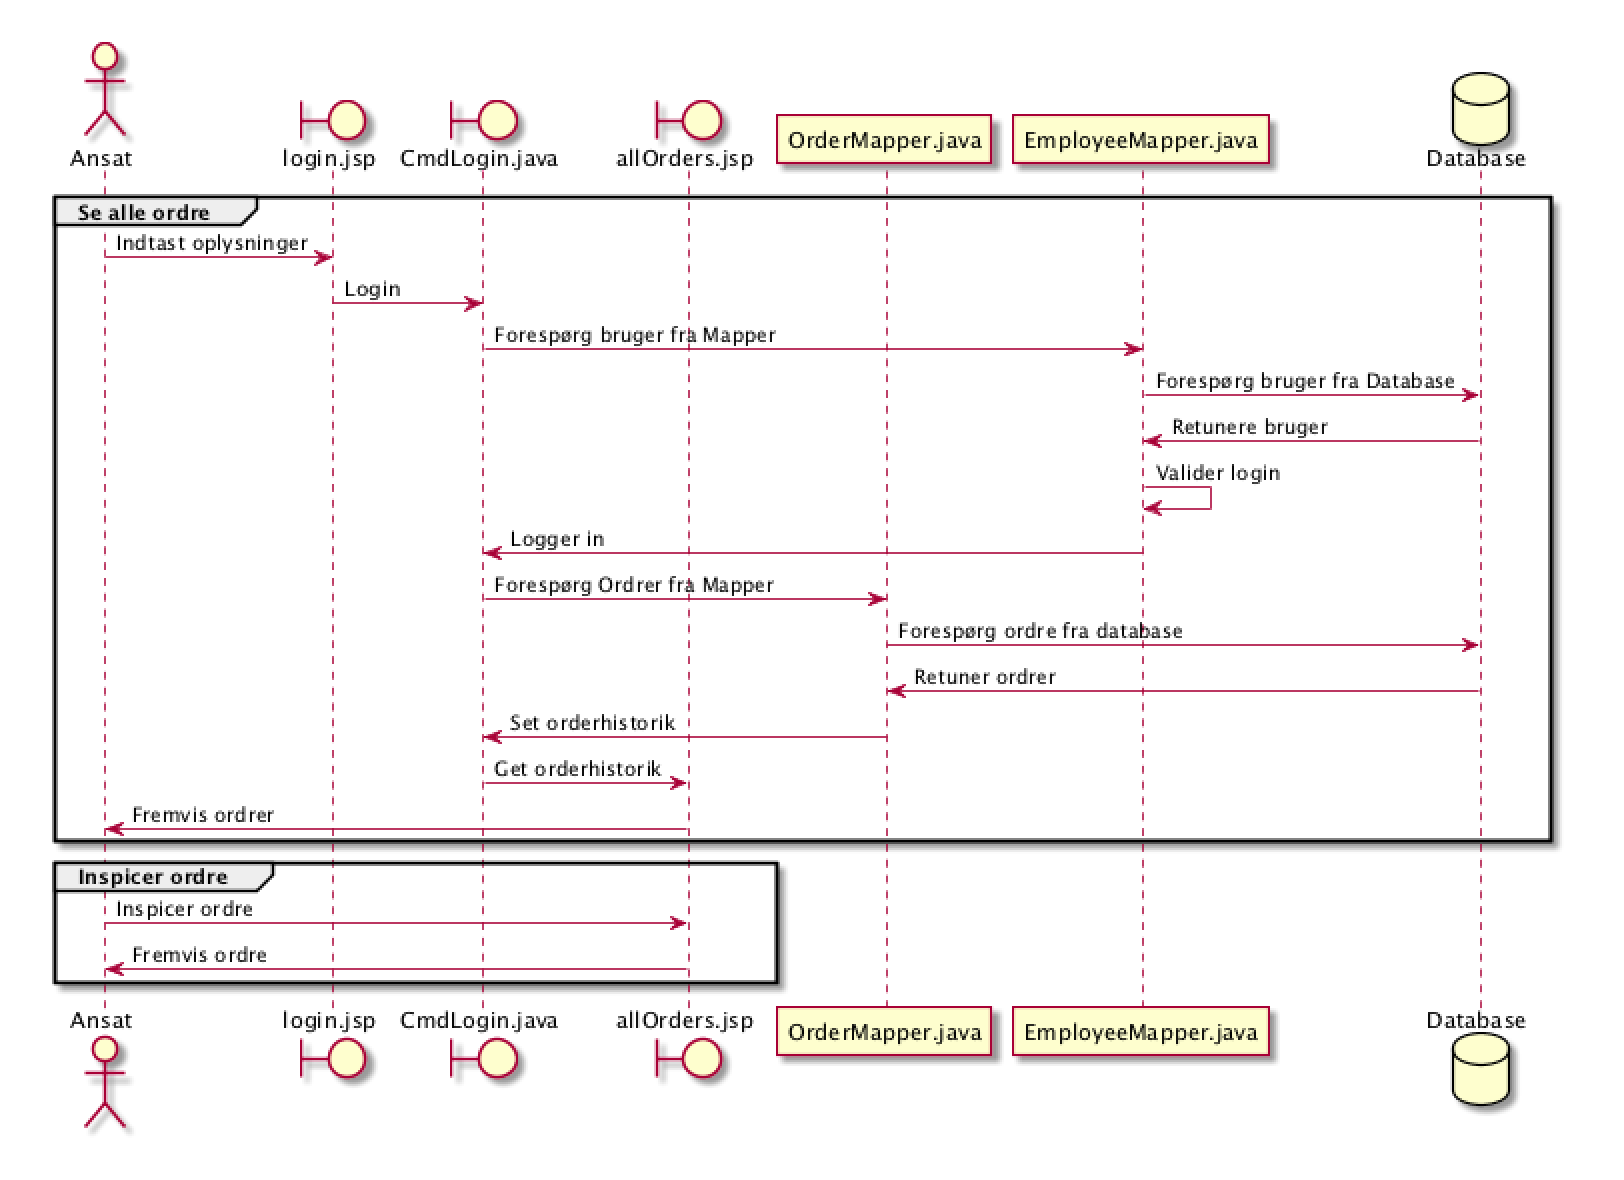 Ansat
login.jsp
CmdLogin.java
allOrders.jsp
OrderMapper.java
EmployeeMapper.java
Database
Se alle ordre
Indtast oplysninger
Login
Forespørg bruger fra Mapper
Forespørg bruger fra Database
Retunere bruger
Valider login
Logger in
Forespørg Ordrer fra Mapper
Forespørg ordre fra database
Retuner ordrer
Set orderhistorik
Get orderhistorik
Fremvis ordrer
Inspicer ordre
Inspicer ordre
Fremvis ordre
Ansat
login.jsp
CmdLogin.java
allOrders.jsp
OrderMapper.java
EmployeeMapper.java
Database